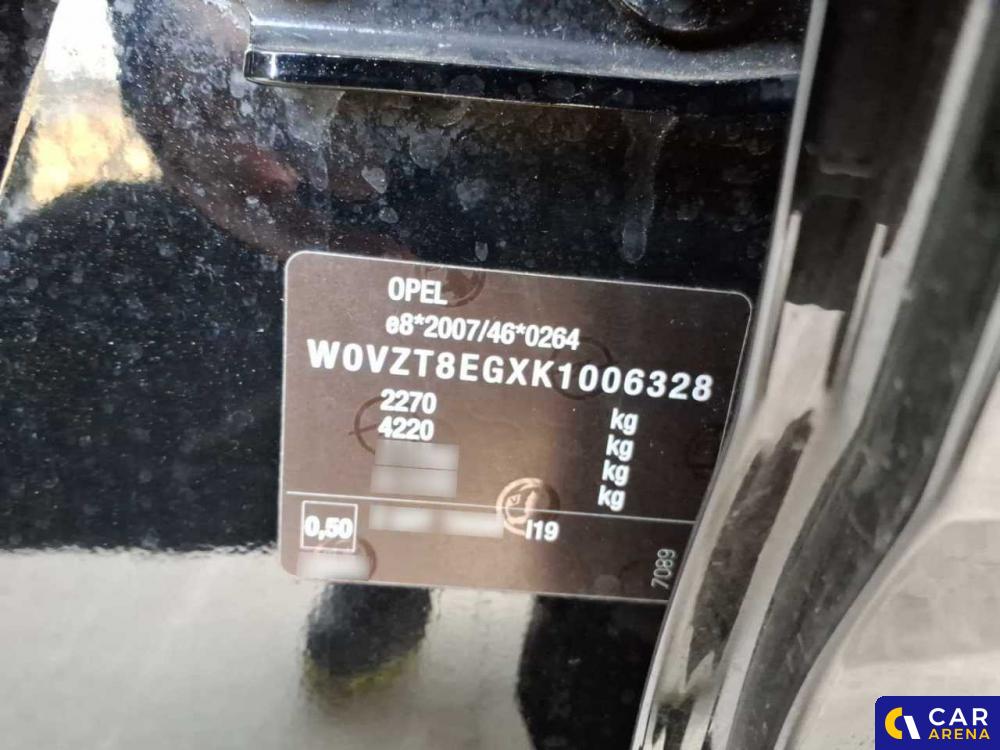 OPEL
e8*2007/46*0264
W0VZT8EGXK1006328
2270 kg
4220 kg
kg
kg
0,50
I19
7089
CAR
ARENA